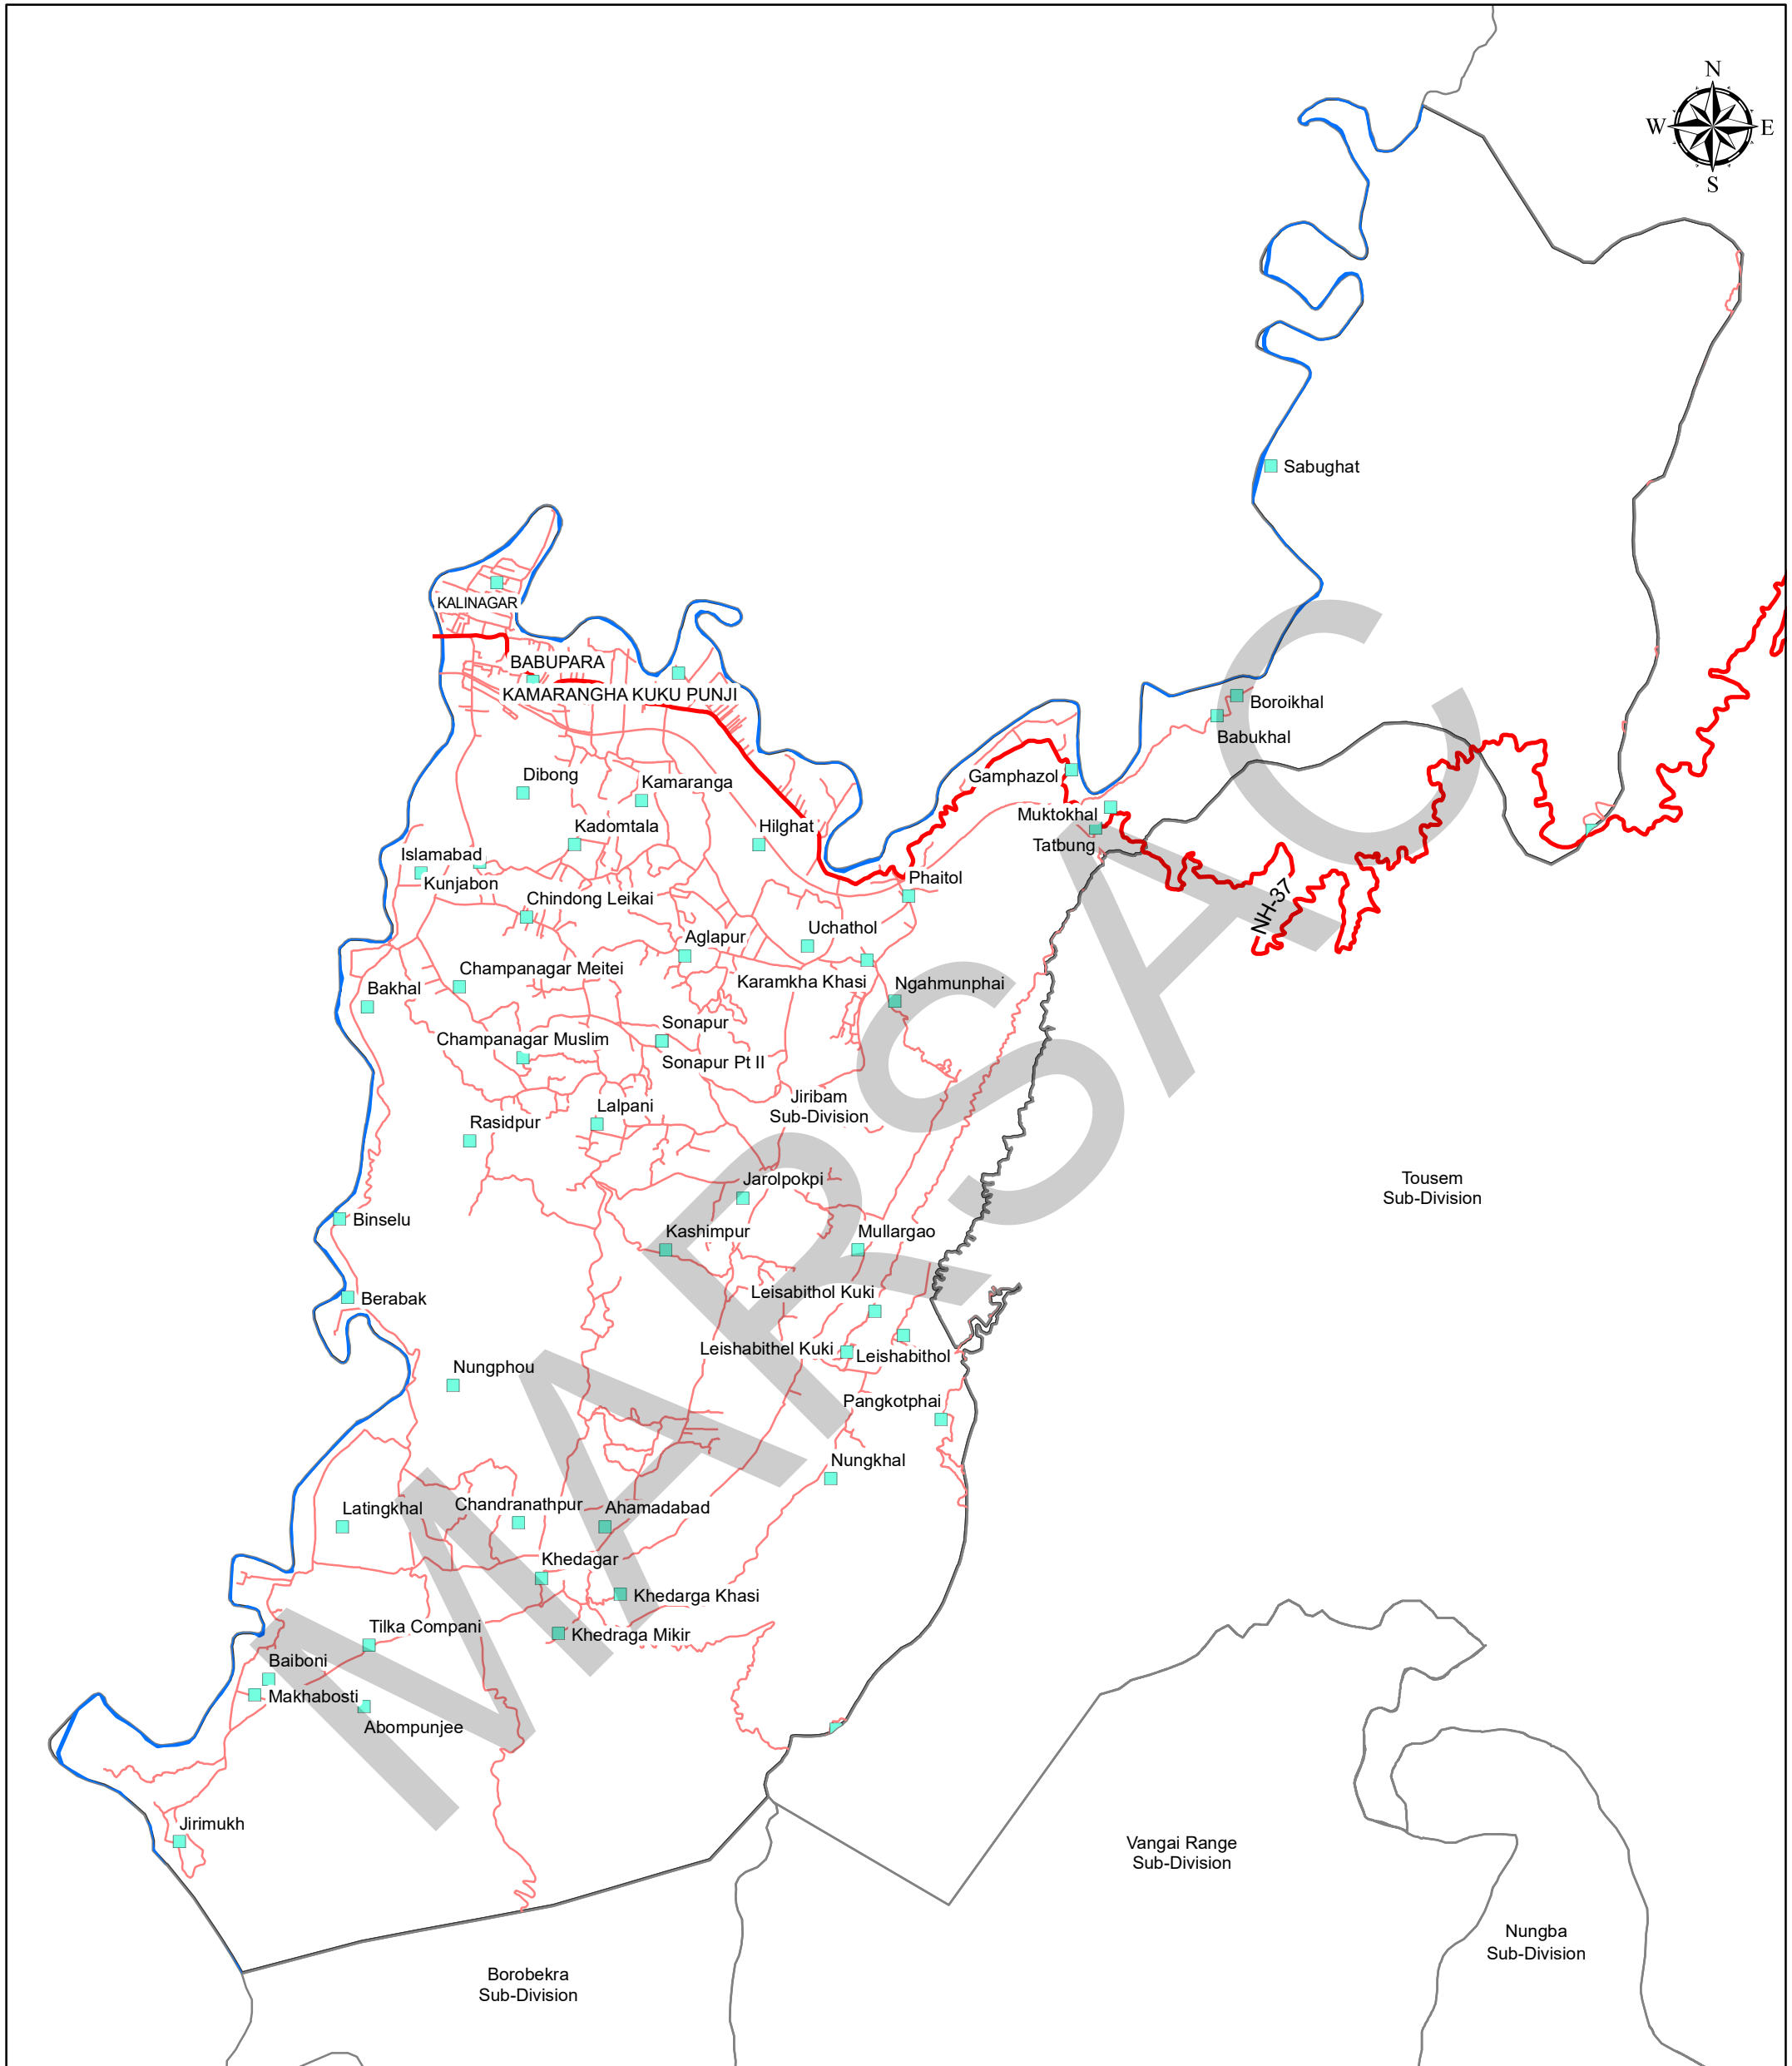 N
W E
S
Sabughat
KALINAGAR
BABUPARA
KAMARANGHA KUKU PUNJI
Boroikhal
Babukhal
Dibong
Kamaranga
Gamphazol
Kadomtala
Hilghat
Muktokhal
Tatbung
Islamabad
Kunjabon
Phaitol
Chindong Leikai
NH-37
Uchathol
Aglapur
Champanagar Meitei
Karamkha Khasi
Ngahmunphai
Bakhal
Sonapur
Champanagar Muslim
Sonapur Pt II
Jiribam
Sub-Division
Lalpani
Rasidpur
Jarolpokpi
Tousem
Sub-Division
Binselu
Kashimpur
Mullargao
Leisabithol Kuki
Berabak
Leishabithel Kuki
Leishabithol
Nungphou
Pangkotphai
Nungkhal
Latingkhal
Chandranathpur
Ahamadabad
Khedagar
Khedarga Khasi
Tilka Compani
Khedraga Mikir
Baiboni
Makhabosti
Abompunjee
Jirimukh
Vangai Range
Sub-Division
Nungba
Sub-Division
Borobekra
Sub-Division
MARSAC